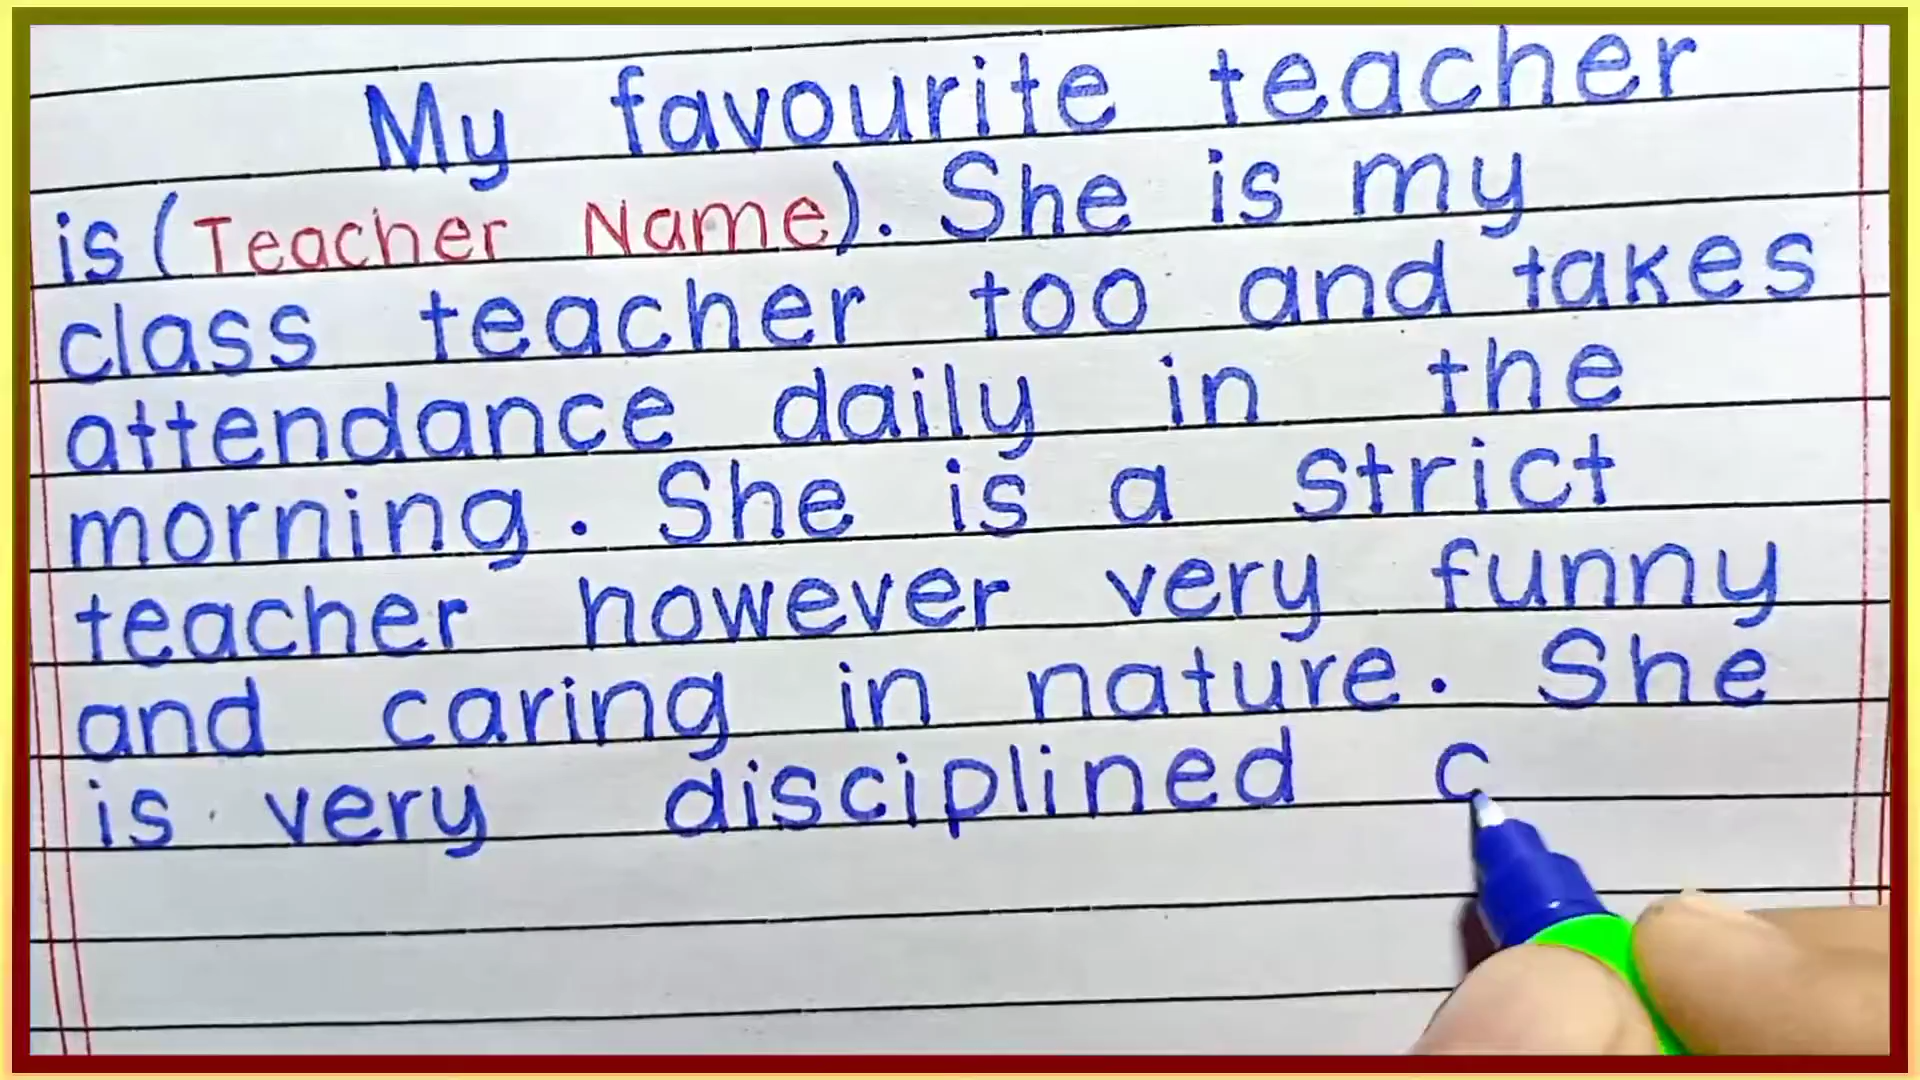 My favourite teacher
is (Teacher Name). She is my
class teacher too and takes
attendance daily in the
morning. She is a strict
teacher however very funny
and caring in nature. She
is very disciplined c